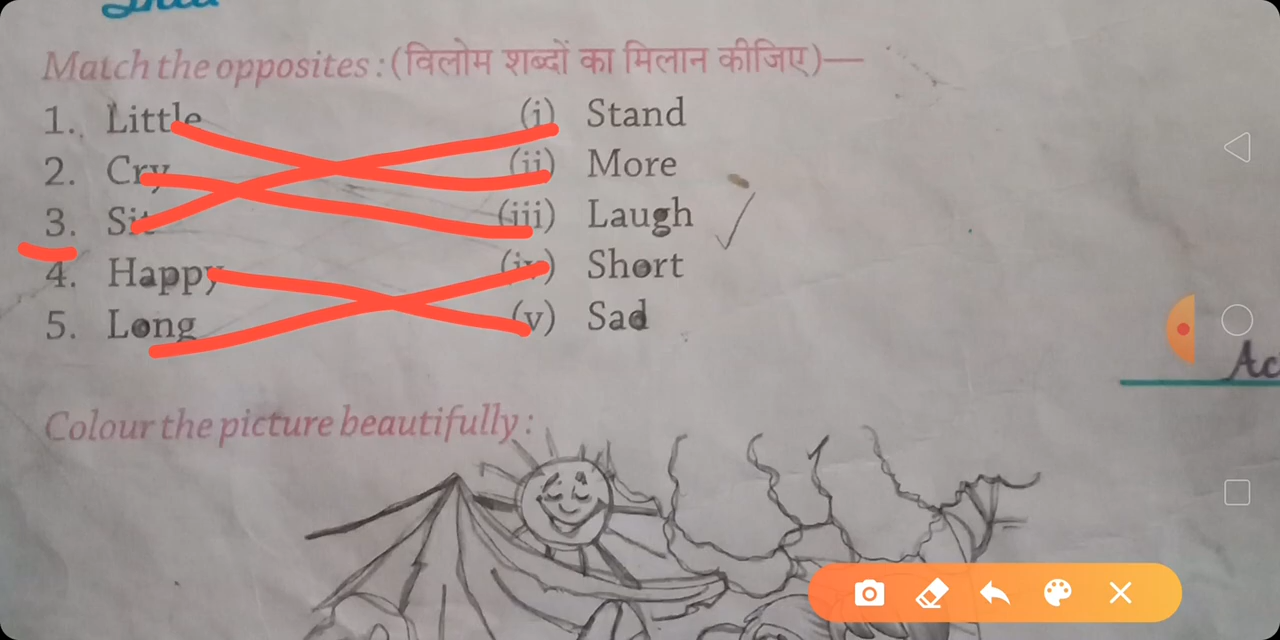 Match the opposites : (विलोम शब्दों का मिलान कीजिए)—
1. Little (i) Stand
2. Cry (ii) More
3. Sit (iii) Laugh
4. Happy (iv) Short
5. Long (v) Sad
Ac
Colour the picture beautifully :